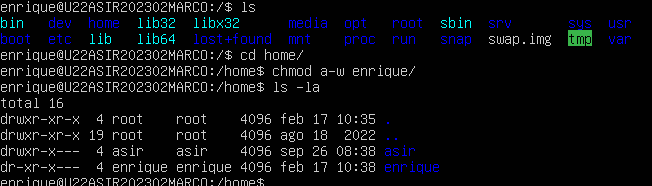 enrique@U22ASIR202302MARCO:/$ ls
bin dev home lib32 libx32 media opt root sbin srv sys usr
boot etc lib lib64 lost+found mnt proc run snap swap.img tmp var
enrique@U22ASIR202302MARCO:/$ cd home/
enrique@U22ASIR202302MARCO:/home$ chmod a-w enrique/
enrique@U22ASIR202302MARCO:/home$ ls -la
total 16
drwxr-xr-x 4 root root 4096 feb 17 10:35 .
drwxr-xr-x 19 root root 4096 ago 18 2022 ..
drwxr-x--- 4 asir asir 4096 sep 26 08:38 asir
dr-xr-x--- 4 enrique enrique 4096 feb 17 10:38 enrique
enrique@U22ASIR202302MARCO:/home$